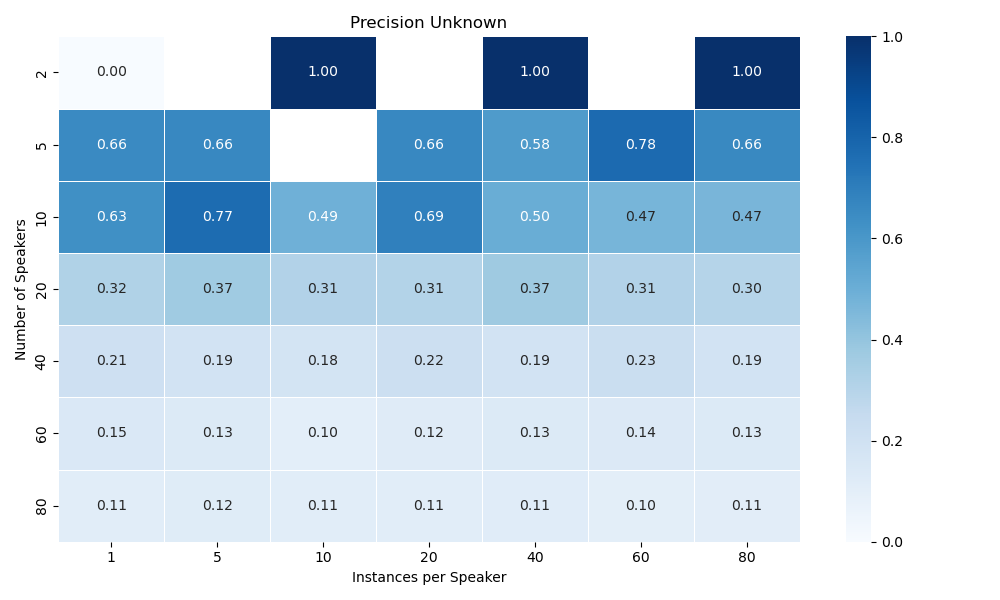 Precision Unknown
Number of Speakers
2 0.00 1.00 1.00 1.00
5 0.66 0.66 0.66 0.58 0.78 0.66
10 0.63 0.77 0.49 0.69 0.50 0.47 0.47
20 0.32 0.37 0.31 0.31 0.37 0.31 0.30
40 0.21 0.19 0.18 0.22 0.19 0.23 0.19
60 0.15 0.13 0.10 0.12 0.13 0.14 0.13
80 0.11 0.12 0.11 0.11 0.11 0.10 0.11
1 5 10 20 40 60 80
Instances per Speaker
1.0
0.8
0.6
0.4
0.2
0.0